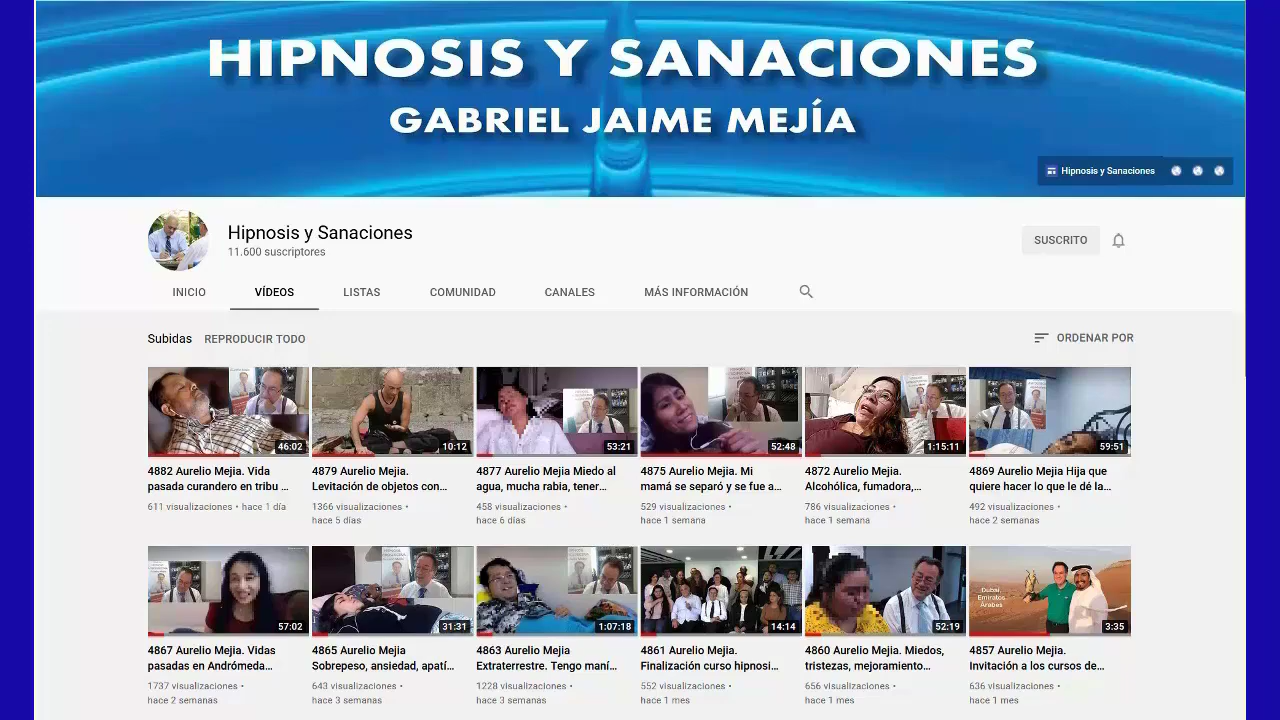 HIPNOSIS Y SANACIONES
GABRIEL JAIME MEJÍA
Hipnosis y Sanaciones
Hipnosis y Sanaciones
11.600 suscriptores
SUSCRITO
INICIO VÍDEOS LISTAS COMUNIDAD CANALES MÁS INFORMACIÓN
Subidas REPRODUCIR TODO ORDENAR POR
46:02 10:12 53:21 52:48 1:15:11 59:51
4882 Aurelio Mejia. Vida
pasada curandero en tribu ...
611 visualizaciones • hace 1 día
4879 Aurelio Mejia.
Levitación de objetos con...
1366 visualizaciones •
hace 5 días
4877 Aurelio Mejia Miedo al
agua, mucha rabia, tener...
458 visualizaciones •
hace 6 días
4875 Aurelio Mejia. Mi
mamá se separó y se fue a...
529 visualizaciones •
hace 1 semana
4872 Aurelio Mejia.
Alcohólica, fumadora,...
786 visualizaciones •
hace 1 semana
4869 Aurelio Mejia Hija que
quiere hacer lo que le dé la...
492 visualizaciones •
hace 2 semanas
Dubái,
Emiratos
Árabes
57:02 31:31 1:07:18 14:14 52:19 3:35
4867 Aurelio Mejia. Vidas
pasadas en Andrómeda...
1737 visualizaciones •
hace 2 semanas
4865 Aurelio Mejia
Sobrepeso, ansiedad, apatí...
643 visualizaciones •
hace 3 semanas
4863 Aurelio Mejia
Extraterrestre. Tengo maní...
1228 visualizaciones •
hace 3 semanas
4861 Aurelio Mejia.
Finalización curso hipnosi...
552 visualizaciones •
hace 1 mes
4860 Aurelio Mejia. Miedos,
tristezas, mejoramiento...
656 visualizaciones •
hace 1 mes
4857 Aurelio Mejia.
Invitación a los cursos de...
636 visualizaciones •
hace 1 mes